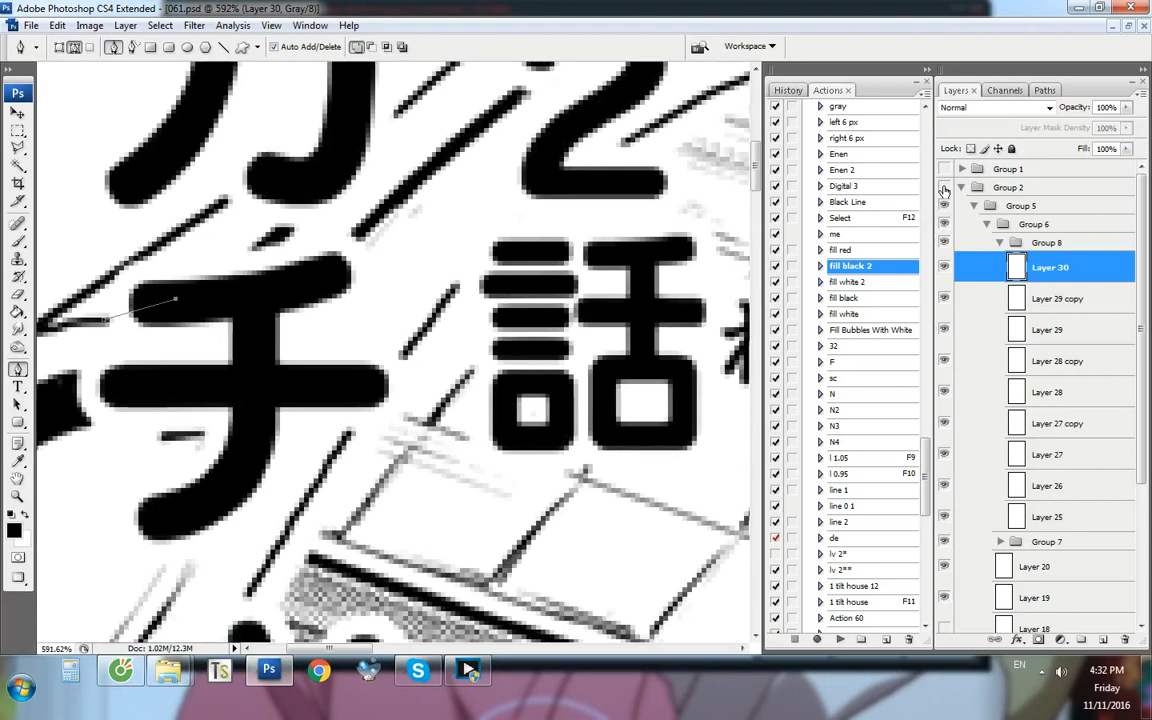 Adobe Photoshop CS4 Extended - [061.psd @ 592% (Layer 30, Gray/8)]
File Edit Image Layer Select Filter Analysis View Window Help
Auto Add/Delete
Workspace
チ
話
591.62% Doc: 1.02M/12.3M
History Actions
gray
left 6 px
right 6 px
Enen
Enen 2
Digital 3
Black Line
Select F12
me
fill red
fill black 2
fill white 2
fill black
fill white
Fill Bubbles With White
32
F
sc
N
N2
N3
N4
l 1.05 F9
l 0.95 F10
line 1
line 0 1
line 2
de
lv 2*
lv 2**
1 tilt house 12
1 tilt house F11
Action 60
Layers Channels Paths
Normal Opacity: 100%
Layer Mask Density: 100%
Lock: Fill: 100%
Group 1
Group 2
Group 5
Group 6
Group 8
Layer 30
Layer 29 copy
Layer 29
Layer 28 copy
Layer 28
Layer 27 copy
Layer 27
Layer 26
Layer 25
Group 7
Layer 20
Layer 19
Layer 18
EN
4:32 PM
Friday
11/11/2016